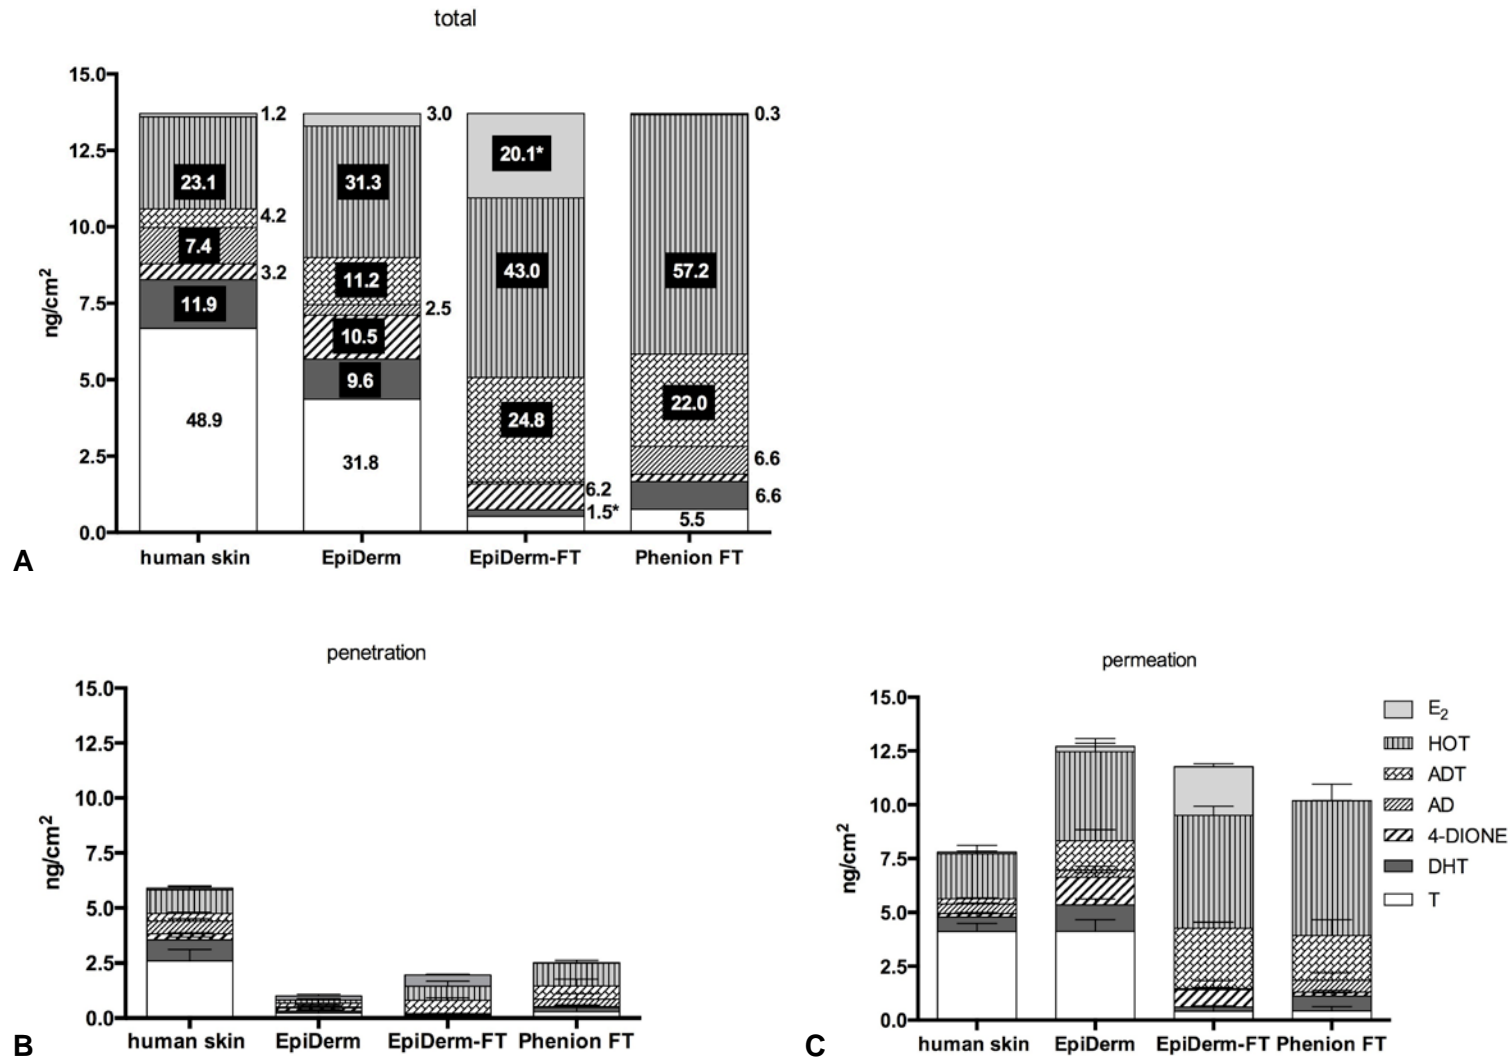 total
15.0
12.5
10.0
7.5
5.0
2.5
0.0
ng/cm2
1.2
23.1
4.2
7.4
3.2
11.9
48.9
3.0
31.3
11.2
2.5
10.5
9.6
31.8
20.1*
43.0
24.8
6.2
1.5*
0.3
57.2
22.0
6.6
6.6
5.5
human skin EpiDerm EpiDerm-FT Phenion FT
A
penetration
15.0
12.5
10.0
7.5
5.0
2.5
0.0
ng/cm2
human skin EpiDerm EpiDerm-FT Phenion FT
B
permeation
15.0
12.5
10.0
7.5
5.0
2.5
0.0
ng/cm2
human skin EpiDerm EpiDerm-FT Phenion FT
C
E2
HOT
ADT
AD
4-DIONE
DHT
T